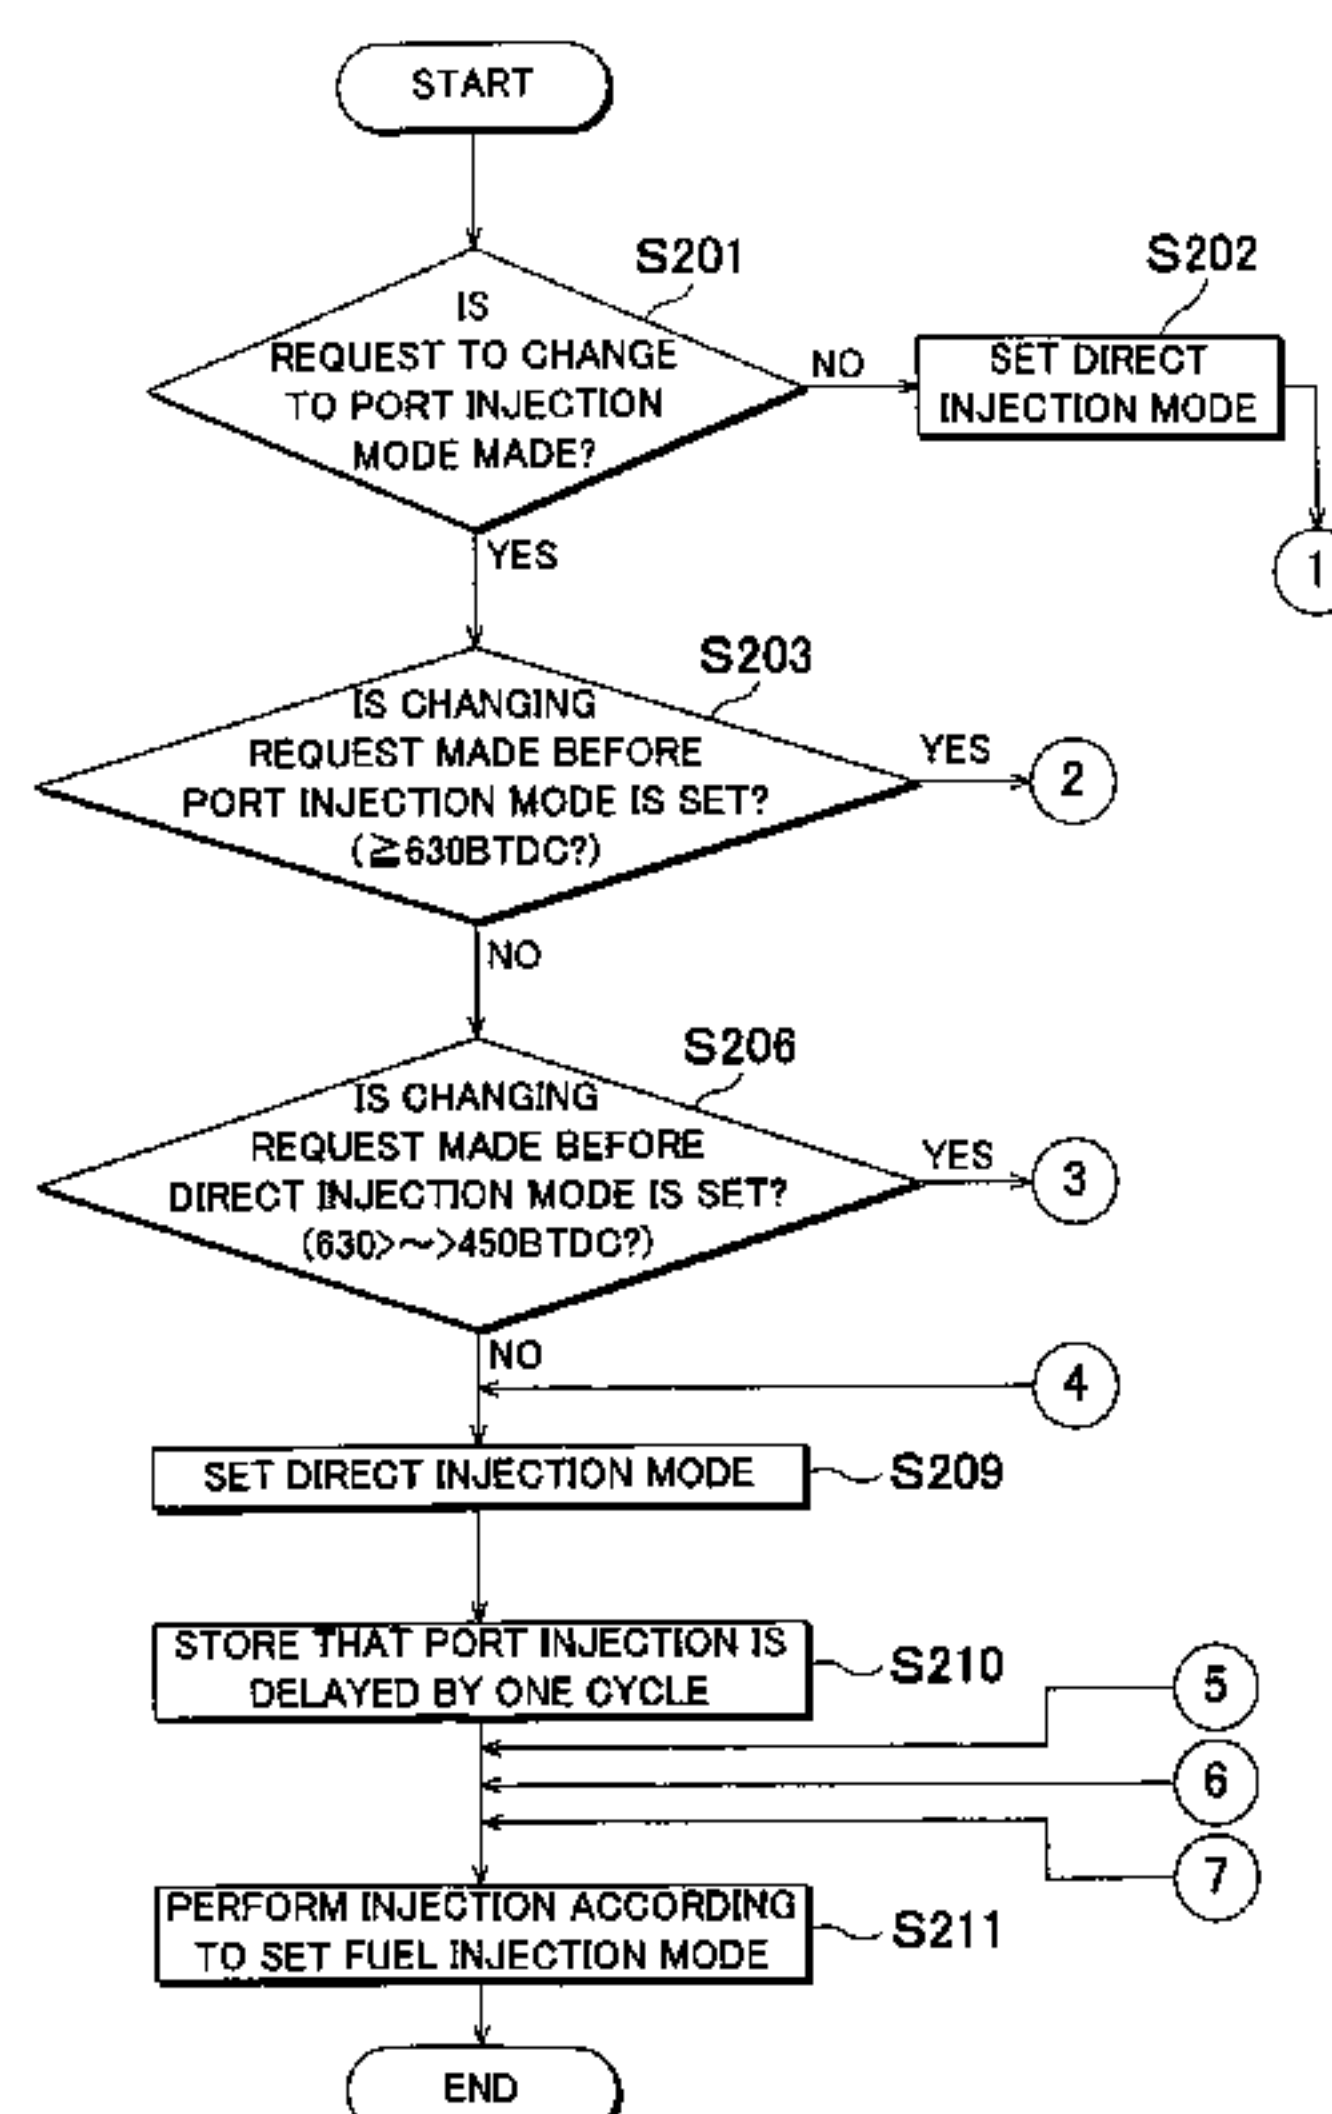 START
S201
IS
REQUEST TO CHANGE
TO PORT INJECTION
MODE MADE?
NO
S202
SET DIRECT
INJECTION MODE
1
YES
S203
IS CHANGING
REQUEST MADE BEFORE
PORT INJECTION MODE IS SET?
(≧630BTDC?)
YES
2
NO
S206
IS CHANGING
REQUEST MADE BEFORE
DIRECT INJECTION MODE IS SET?
(630>~>450BTDC?)
YES
3
NO
4
SET DIRECT INJECTION MODE
S209
STORE THAT PORT INJECTION IS
DELAYED BY ONE CYCLE
S210
5
6
7
PERFORM INJECTION ACCORDING
TO SET FUEL INJECTION MODE
S211
END